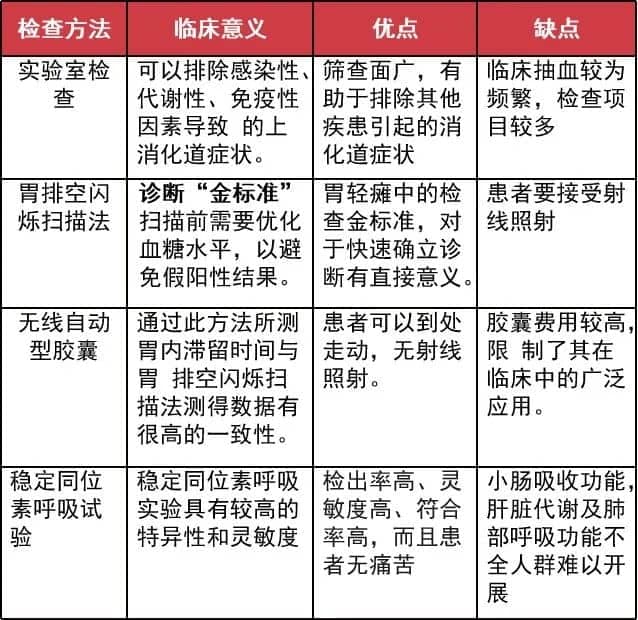 检查方法
临床意义
优点
缺点
实验室检
查
可以排除感染性、
代谢性、免疫性
因素导致 的上
消化道症状。
筛查面广，有
助于排除其他
疾患引起的消
化道症状
临床抽血较为
频繁，检查项
目较多
胃排空闪
烁扫描法
诊断“金标准”
扫描前需要优化
血糖水平，以避
免假阳性结果。
胃轻瘫中的检
查金标准，对
于快速确立诊
断有直接意义。
患者要接受射
线照射
无线自动
型胶囊
通过此方法所测
胃内滞留时间与
胃 排空闪烁扫
描法测得数据有
很高的一致性。
患者可以到处
走动，无射线
照射。
胶囊费用较高，
限 制了其在
临床中的广泛
应用。
稳定同位
素呼吸试
验
稳定同位素呼吸
实验具有较高的
特异性和灵敏度
检出率高、灵
敏度高、符合
率高，而且患
者无痛苦
小肠吸收功能，
肝脏代谢及肺
部呼吸功能不
全人群难以开
展